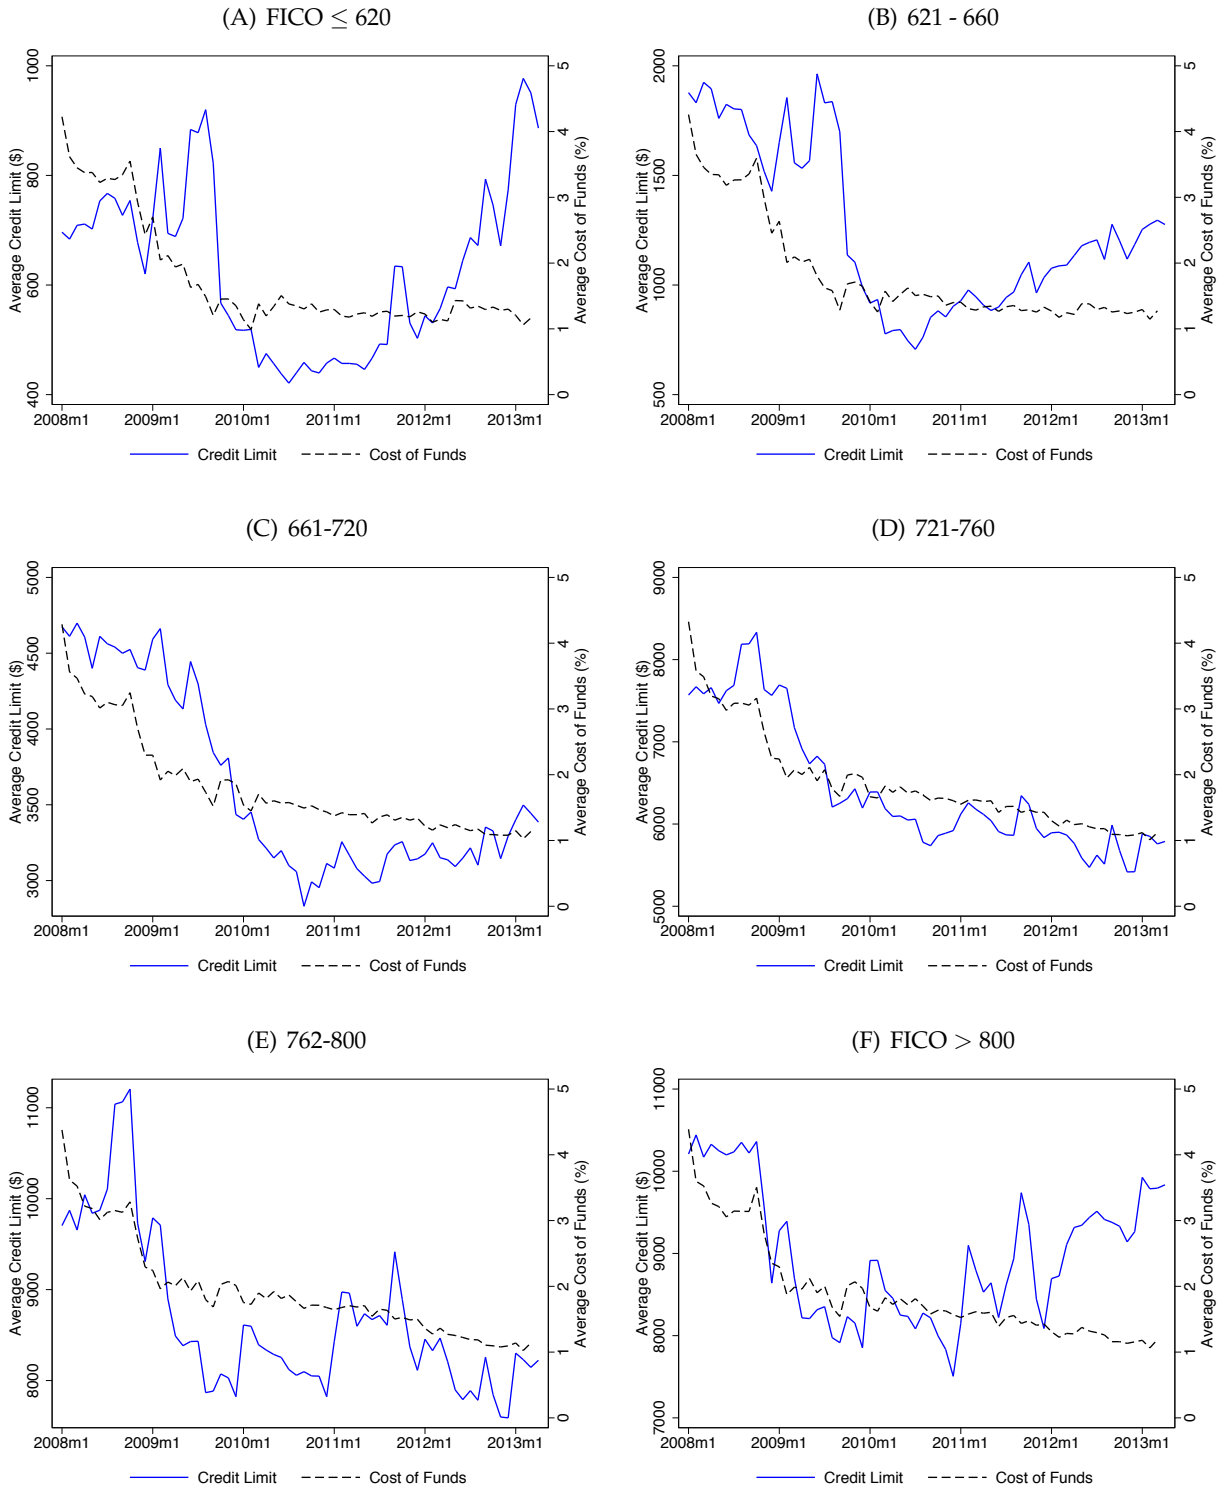 (A) FICO ≤ 620
Average Credit Limit ($)
1000
800
600
400
Average Cost of Funds (%)
5
4
3
2
1
0
2008m1 2009m1 2010m1 2011m1 2012m1 2013m1
Credit Limit Cost of Funds
(B) 621 - 660
Average Credit Limit ($)
2000
1500
1000
500
Average Cost of Funds (%)
5
4
3
2
1
0
2008m1 2009m1 2010m1 2011m1 2012m1 2013m1
Credit Limit Cost of Funds
(C) 661-720
Average Credit Limit ($)
5000
4500
4000
3500
3000
Average Cost of Funds (%)
5
4
3
2
1
0
2008m1 2009m1 2010m1 2011m1 2012m1 2013m1
Credit Limit Cost of Funds
(D) 721-760
Average Credit Limit ($)
9000
8000
7000
6000
5000
Average Cost of Funds (%)
5
4
3
2
1
0
2008m1 2009m1 2010m1 2011m1 2012m1 2013m1
Credit Limit Cost of Funds
(E) 762-800
Average Credit Limit ($)
11000
10000
9000
8000
Average Cost of Funds (%)
5
4
3
2
1
0
2008m1 2009m1 2010m1 2011m1 2012m1 2013m1
Credit Limit Cost of Funds
(F) FICO > 800
Average Credit Limit ($)
11000
10000
9000
8000
7000
Average Cost of Funds (%)
5
4
3
2
1
0
2008m1 2009m1 2010m1 2011m1 2012m1 2013m1
Credit Limit Cost of Funds